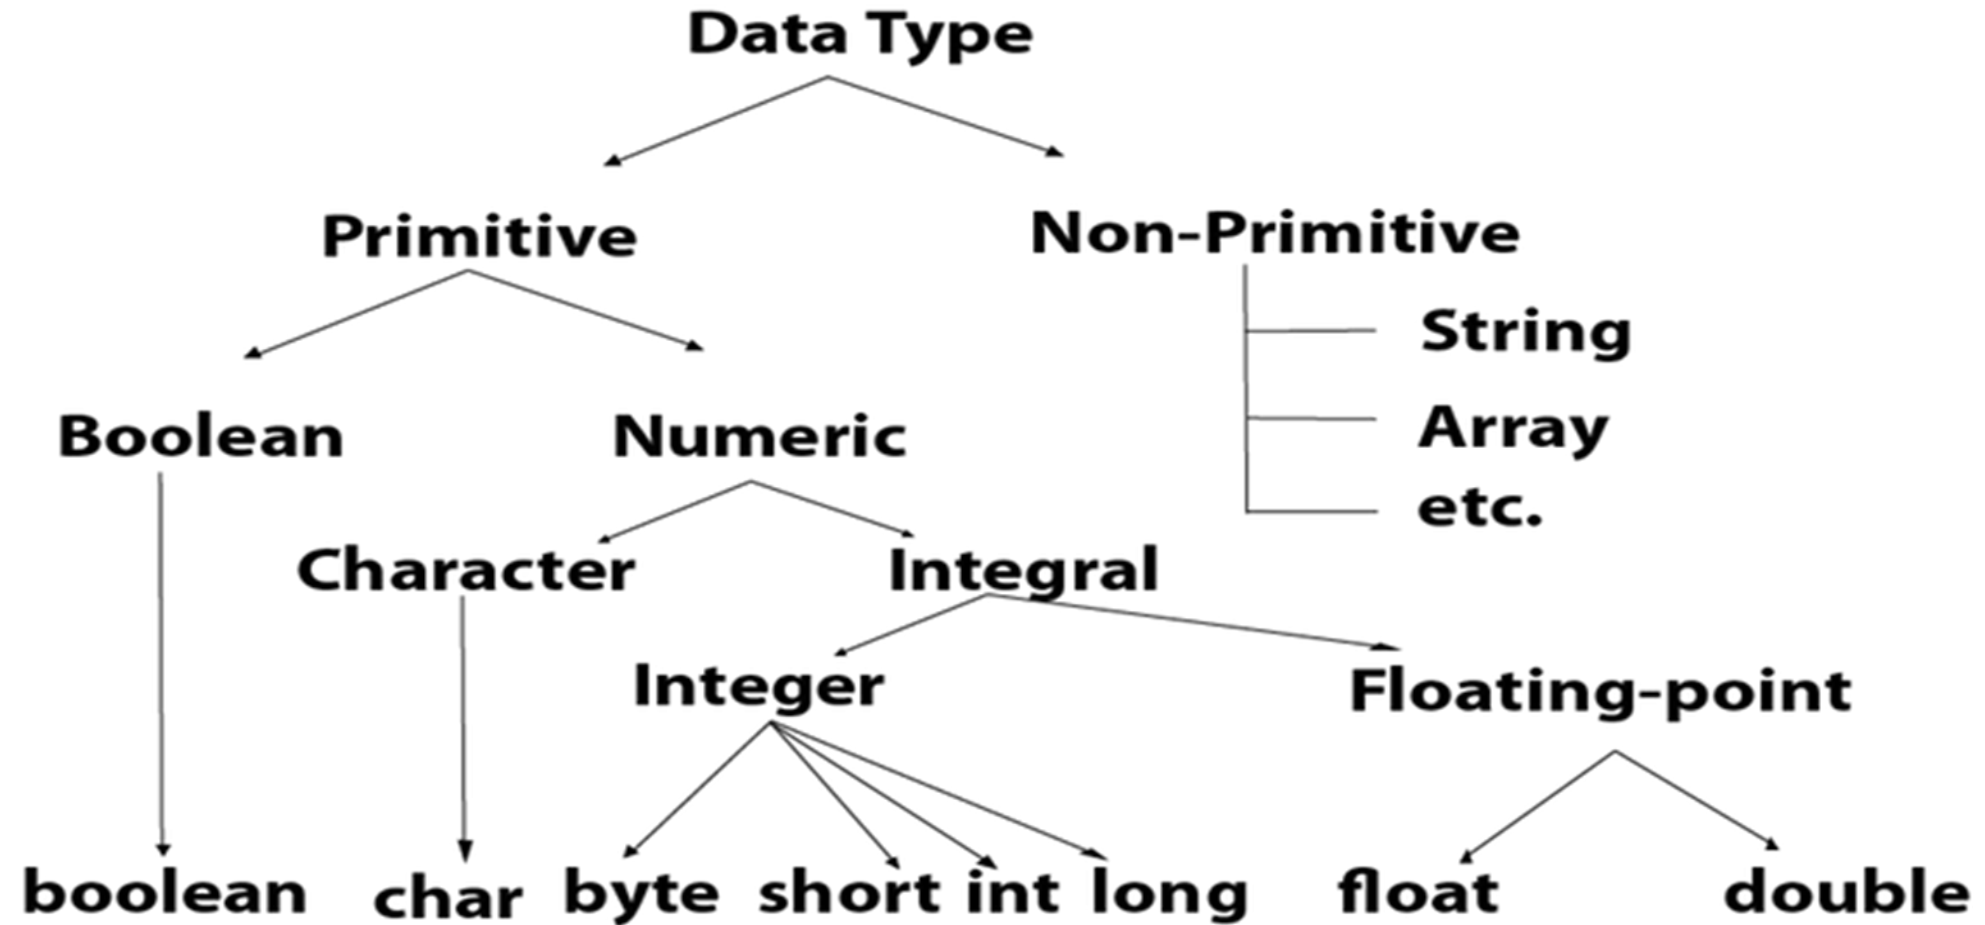 Data Type
Primitive
Non-Primitive
String
Array
etc.
Boolean
Numeric
Character
Integral
Integer
Floating-point
boolean
char
byte
short
int
long
float
double